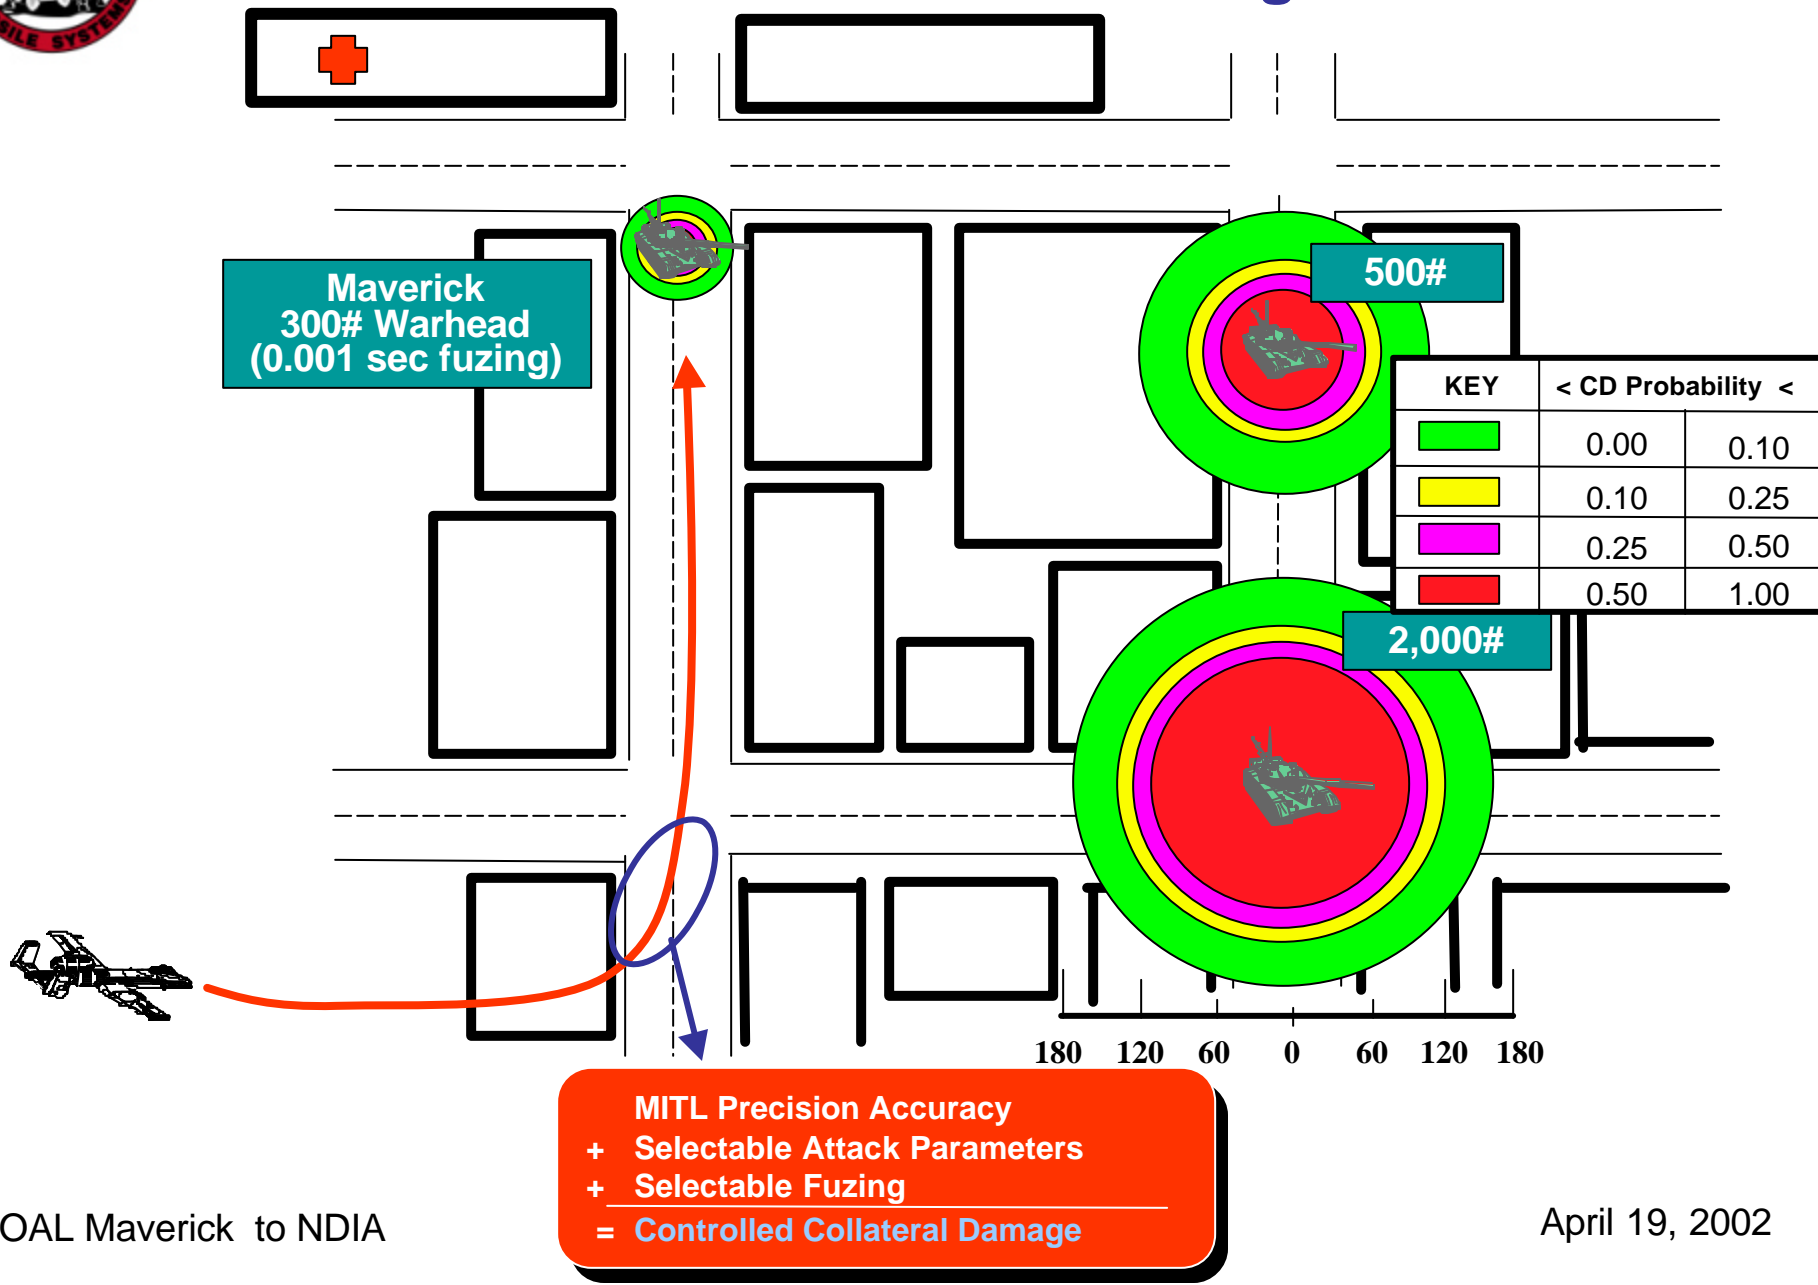 SILE SYSTEMS
Maverick
300# Warhead
(0.001 sec fuzing)
500#
KEY < CD Probability <
0.00 0.10
0.10 0.25
0.25 0.50
0.50 1.00
2,000#
180 120 60 0 60 120 180
MITL Precision Accuracy
+ Selectable Attack Parameters
+ Selectable Fuzing
= Controlled Collateral Damage
OAL Maverick to NDIA
April 19, 2002